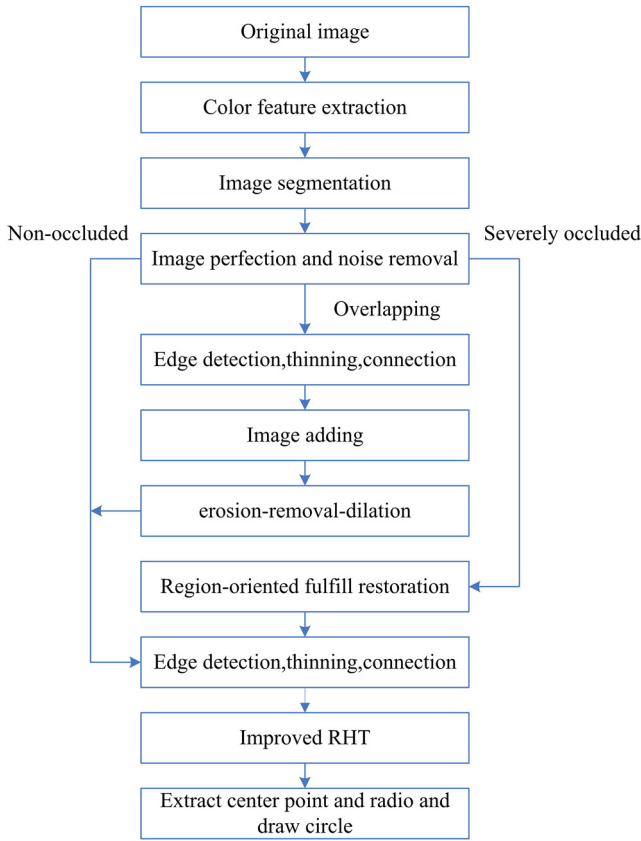 Original image
Color feature extraction
Image segmentation
Non-occluded
Severely occluded
Image perfection and noise removal
Overlapping
Edge detection,thinning,connection
Image adding
erosion-removal-dilation
Region-oriented fulfill restoration
Edge detection,thinning,connection
Improved RHT
Extract center point and radio and
draw circle